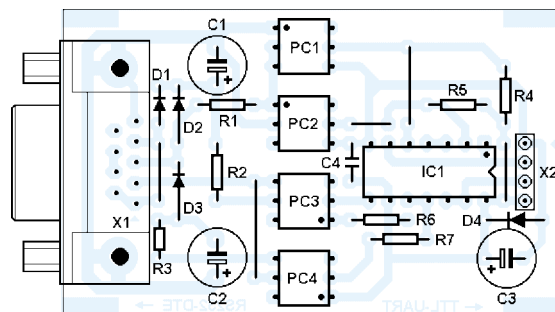 C1
PC1
D1
D2
R1
R5
R4
PC2
C4
IC1
X2
R2
D3
PC3
X1
R6
D4
R3
R7
C2
PC4
C3
RS232-DTE ←
TTL-UART →